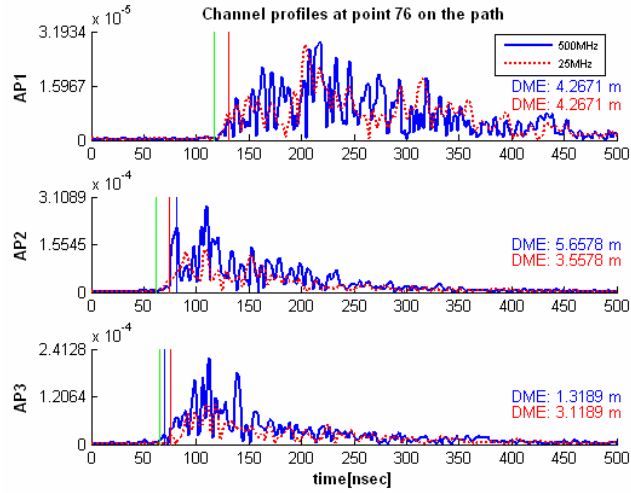 Channel profiles at point 76 on the path
x 10⁻⁵
3.1934
1.5967
0
AP1
500MHz
25MHz
DME: 4.2671 m
DME: 4.2671 m
0 50 100 150 200 250 300 350 400 450 500
x 10⁻⁴
3.1089
1.5545
0
AP2
DME: 5.6578 m
DME: 3.5578 m
0 50 100 150 200 250 300 350 400 450 500
x 10⁻⁴
2.4128
1.2064
0
AP3
DME: 1.3189 m
DME: 3.1189 m
0 50 100 150 200 250 300 350 400 450 500
time[nsec]